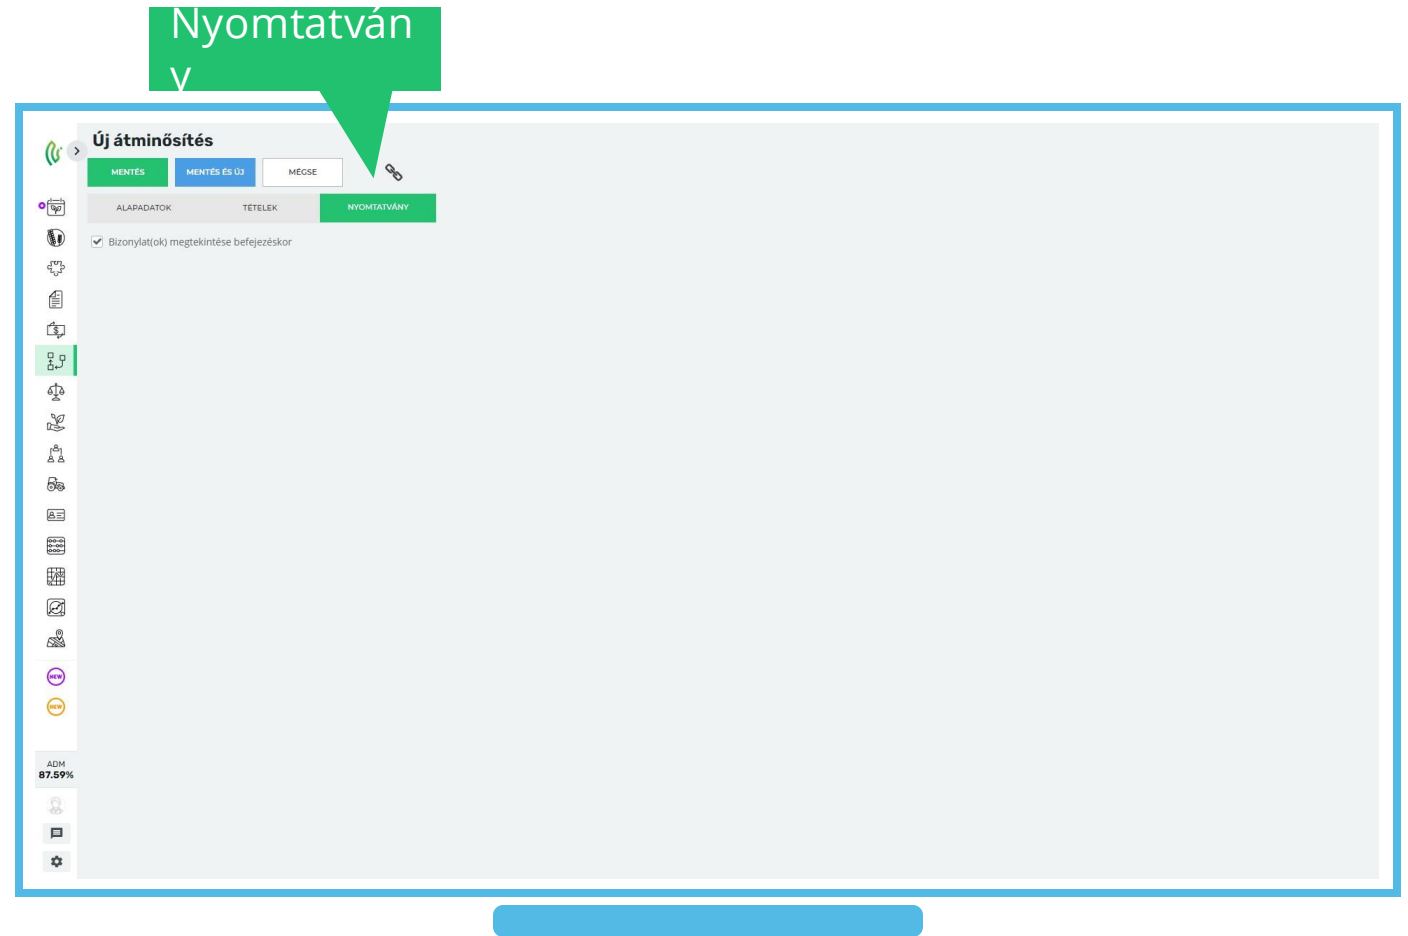 Nyomtatván
y
Új átminősítés
MENTÉS MENTÉS ÉS ÚJ MÉGSE
ALAPADATOK TÉTELEK NYOMTATVÁNY
Bizonylat(ok) megtekintése befejezéskor
NEW
NEW
ADM
87.59%